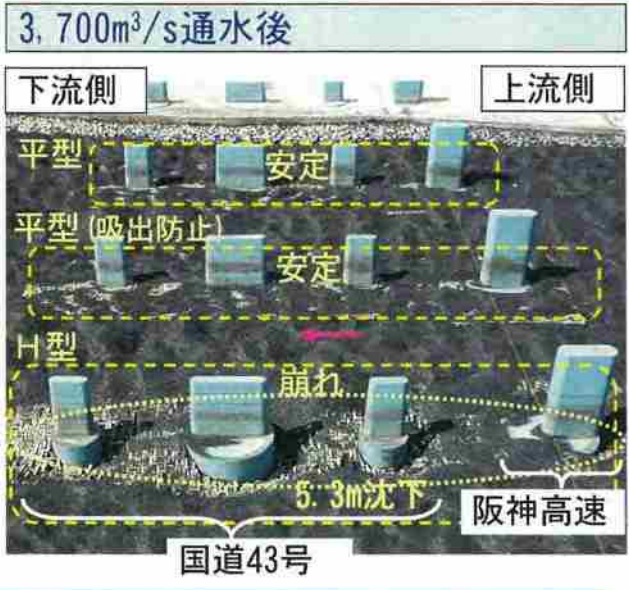 3,700m³/s通水後
下流側
上流側
平型
安定
平型(吸出防止)
安定
H型
崩れ
5.3m沈下
阪神高速
国道43号